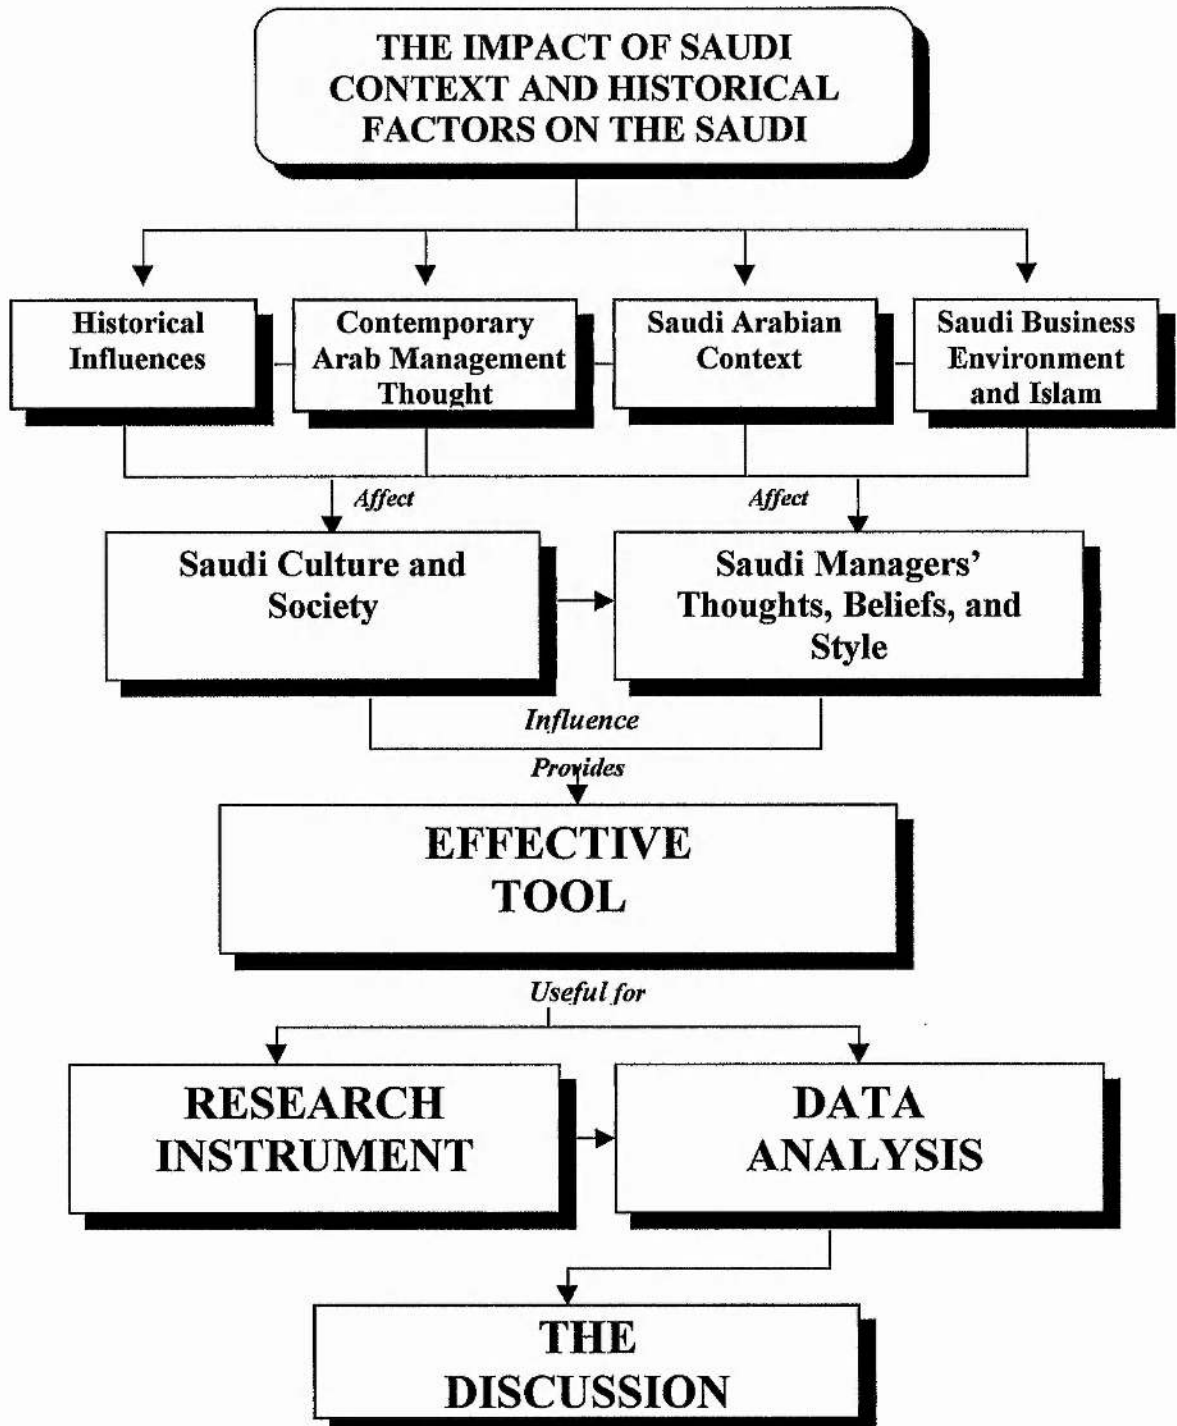 THE IMPACT OF SAUDI
CONTEXT AND HISTORICAL
FACTORS ON THE SAUDI
Historical
Influences
Contemporary
Arab Management
Thought
Saudi Arabian
Context
Saudi Business
Environment
and Islam
Affect
Affect
Saudi Culture and
Society
Saudi Managers’
Thoughts, Beliefs, and
Style
Influence
Provides
EFFECTIVE
TOOL
Useful for
RESEARCH
INSTRUMENT
DATA
ANALYSIS
THE
DISCUSSION